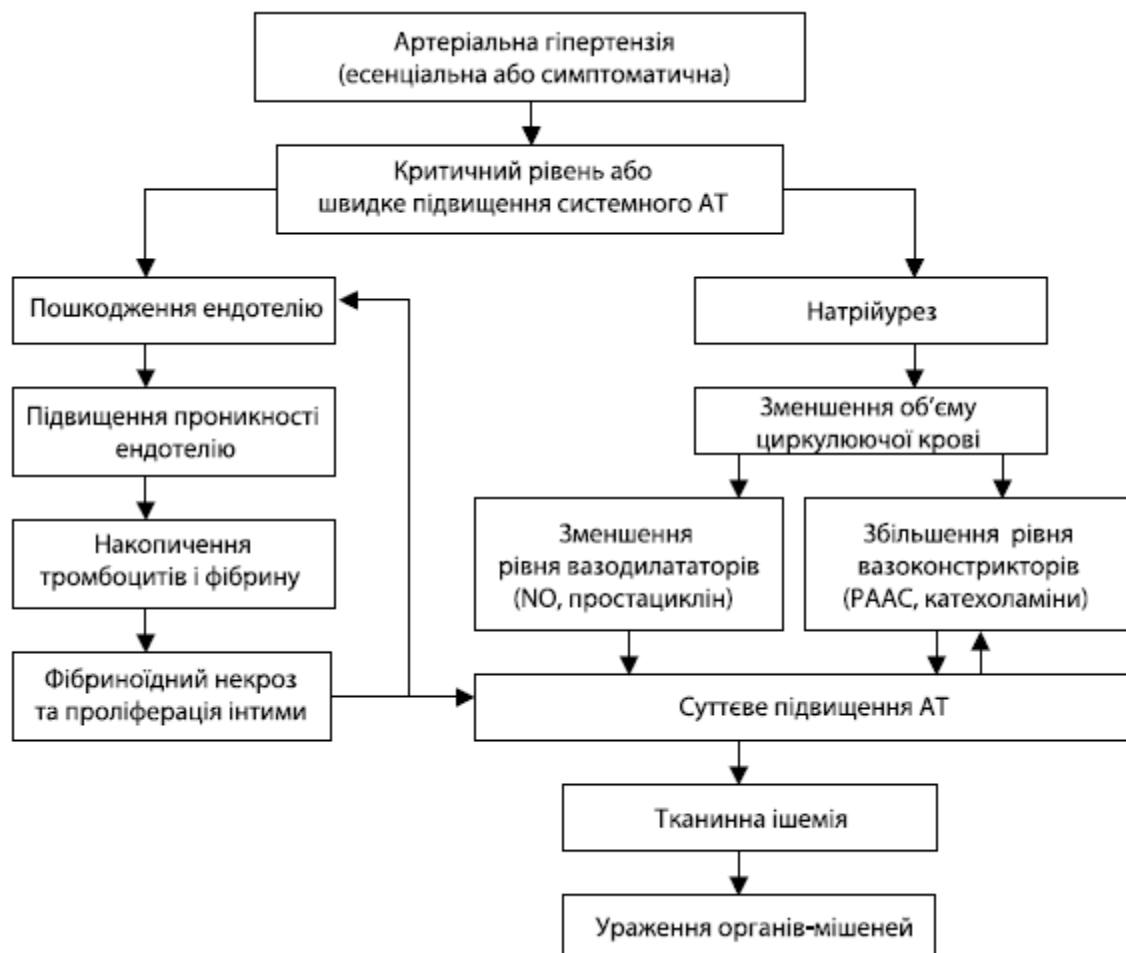 Артеріальна гіпертензія
(есенціальна або симптоматична)
Критичний рівень або
швидке підвищення системного АТ
Пошкодження ендотелію
Натрійурез
Підвищення проникності
ендотелію
Зменшення об’єму
циркулюючої крові
Накопичення
тромбоцитів і фібрину
Зменшення
рівня вазодилататорів
(NO, простациклін)
Збільшення рівня
вазоконстрикторів
(РААС, катехоламіни)
Фібриноїдний некроз
та проліферація інтими
Суттєве підвищення АТ
Тканинна ішемія
Ураження органів-мішеней